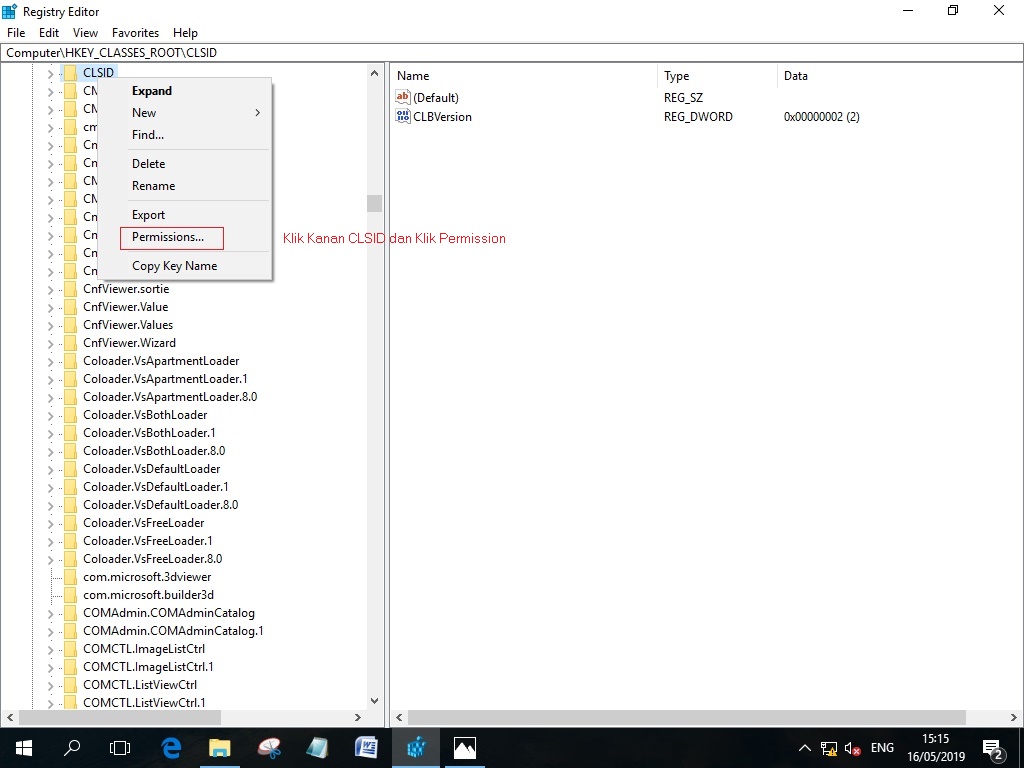 Registry Editor
File Edit View Favorites Help
Computer\HKEY_CLASSES_ROOT\CLSID
CLSID
Expand
New
Find...
Delete
Rename
Export
Permissions...
Copy Key Name
Klik Kanan CLSID dan Klik Permission
CM
cm
Cn
Cn
CM
CM
Cn
Cn
Cn
Cn
CnfViewer.sortie
CnfViewer.Value
CnfViewer.Values
CnfViewer.Wizard
Coloader.VsApartmentLoader
Coloader.VsApartmentLoader.1
Coloader.VsApartmentLoader.8.0
Coloader.VsBothLoader
Coloader.VsBothLoader.1
Coloader.VsBothLoader.8.0
Coloader.VsDefaultLoader
Coloader.VsDefaultLoader.1
Coloader.VsDefaultLoader.8.0
Coloader.VsFreeLoader
Coloader.VsFreeLoader.1
Coloader.VsFreeLoader.8.0
com.microsoft.3dviewer
com.microsoft.builder3d
COMAdmin.COMAdminCatalog
COMAdmin.COMAdminCatalog.1
COMCTL.ImageListCtrl
COMCTL.ImageListCtrl.1
COMCTL.ListViewCtrl
COMCTL.ListViewCtrl.1
Name Type Data
(Default) REG_SZ
CLBVersion REG_DWORD 0x00000002 (2)
ENG
15:15
16/05/2019
2